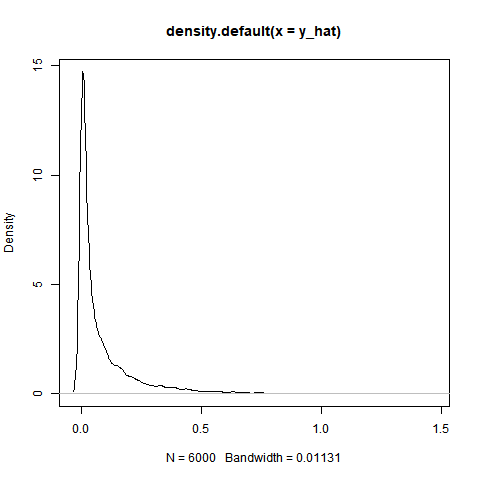 density.default(x = y_hat)
Density
15
10
5
0
0.0 0.5 1.0 1.5
N = 6000 Bandwidth = 0.01131